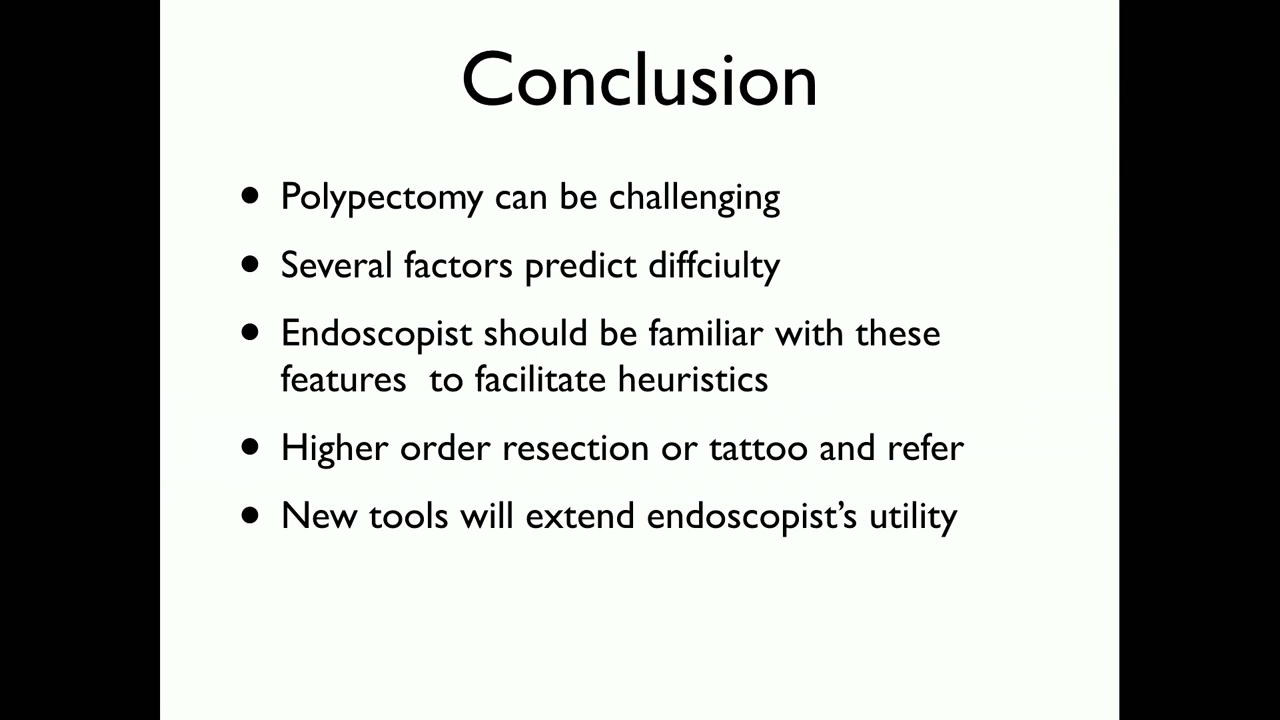 Conclusion
• Polypectomy can be challenging
• Several factors predict diffciulty
• Endoscopist should be familiar with these
features  to facilitate heuristics
• Higher order resection or tattoo and refer
• New tools will extend endoscopist’s utility